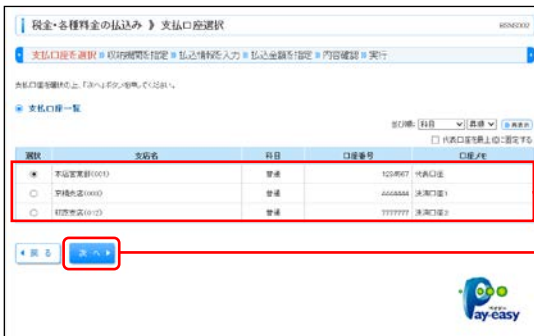 税金・各種料金の払込み 》 支払口座選択
BSNS002
支払口座を選択 収納機関を指定 払込情報を入力 払込金額を指定 内容確認 実行
支払口座を選択の上、「次へ」ボタンを押してください。
支払口座一覧
並び順: 科目 昇順 再表示
代表口座を最上位に固定する
選択 支店名 科目 口座番号 口座メモ
本店営業部(001) 普通 1234567 代表口座
普通 4444444 決済口座1
普通 7777777 決済口座2
戻る 次へ
Pay-easy